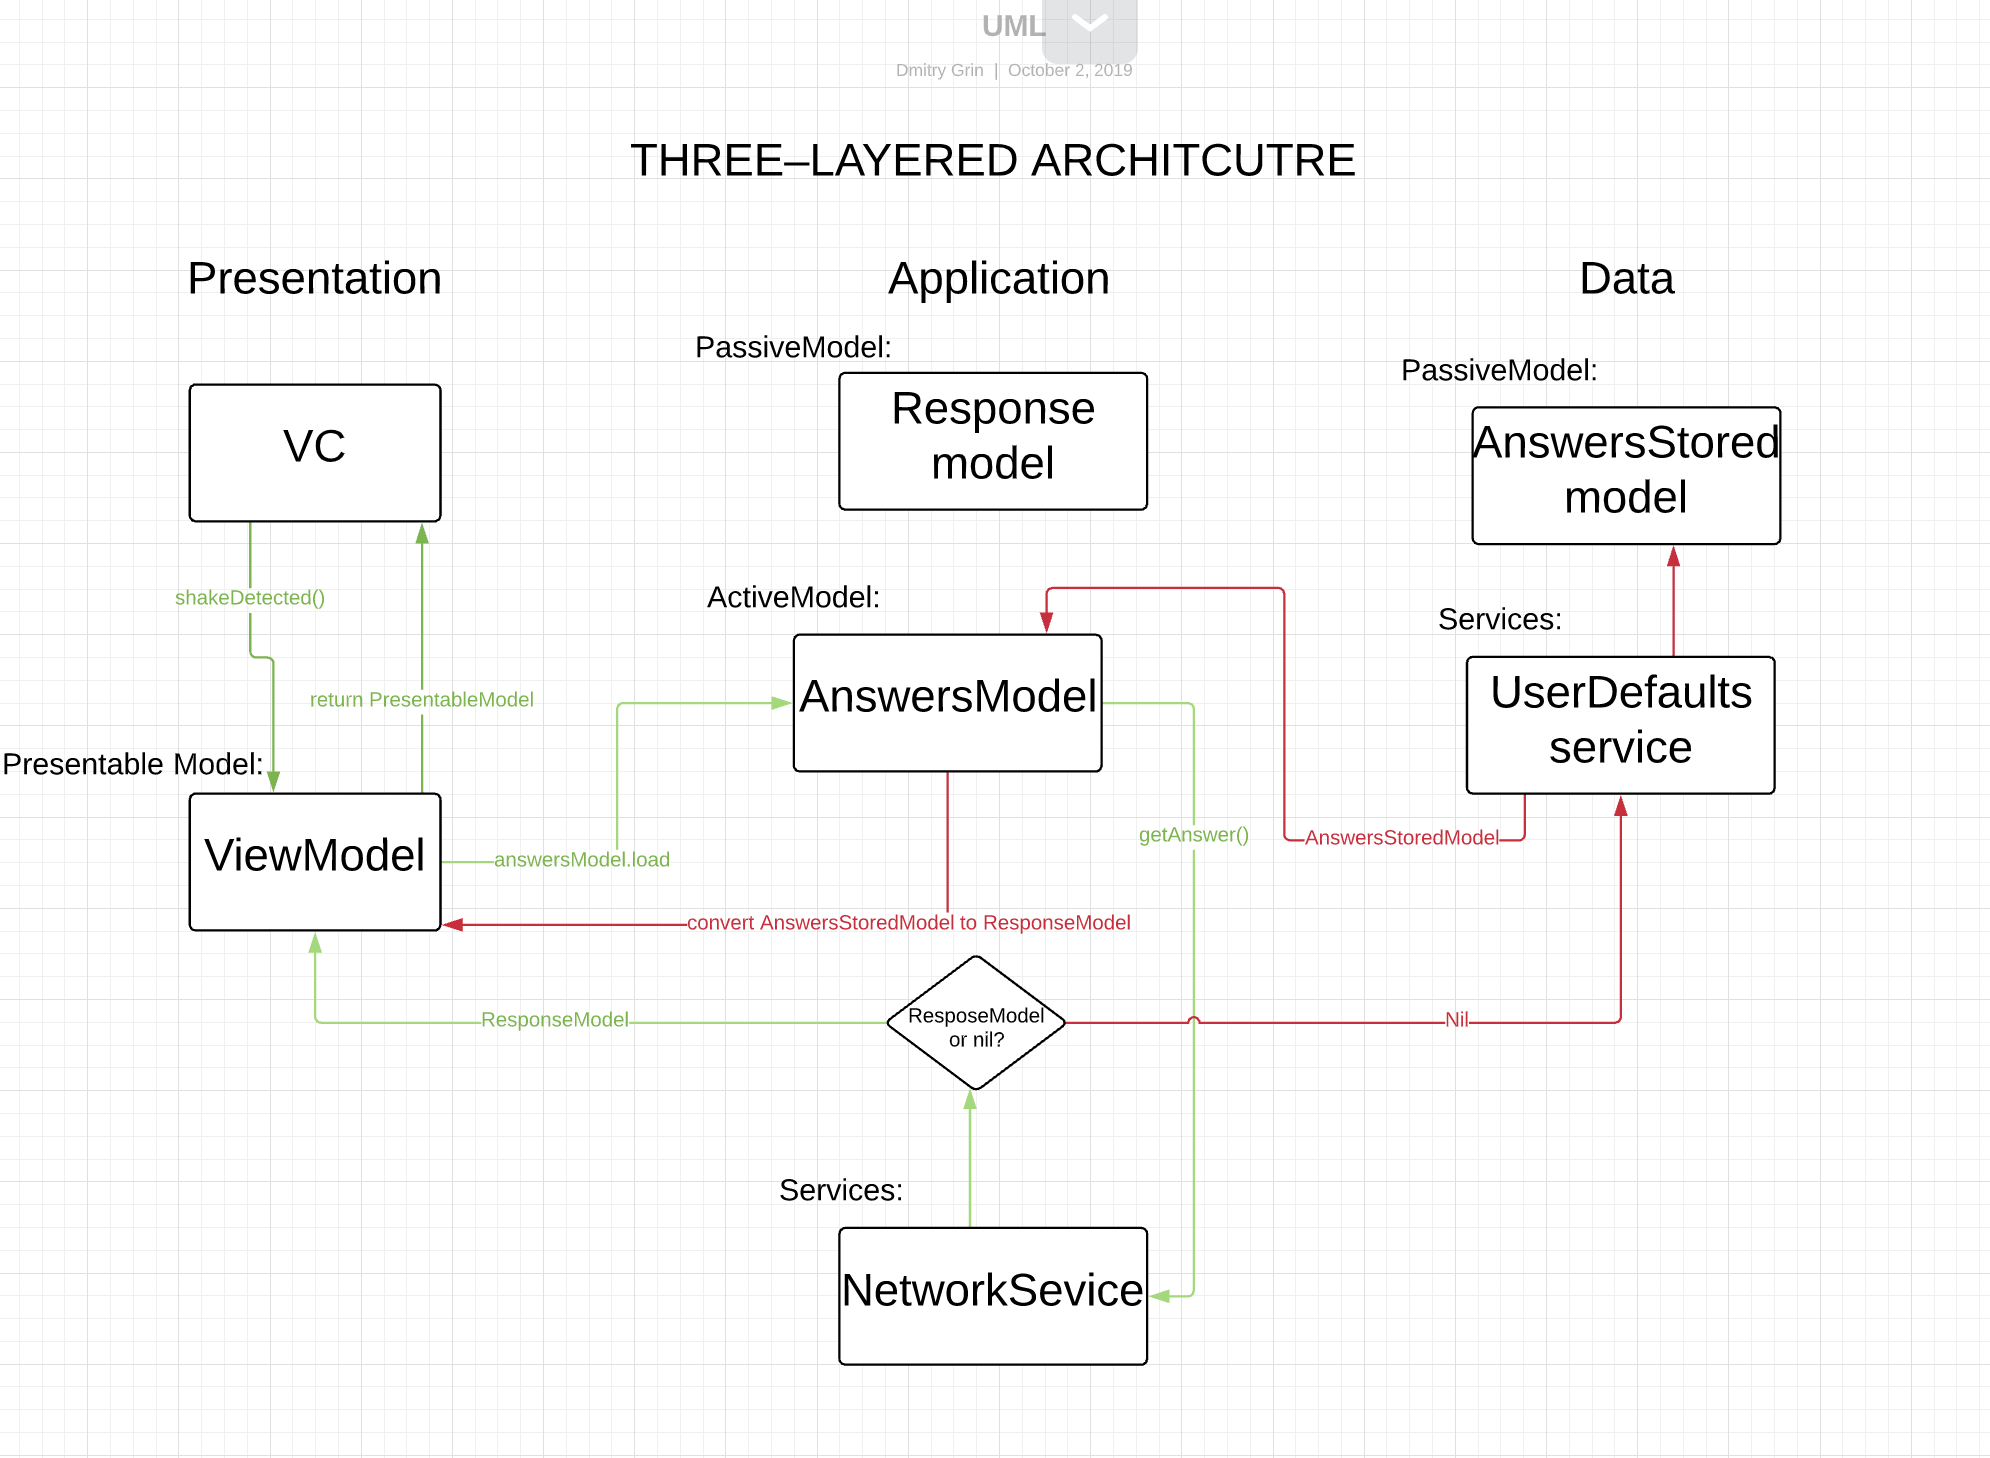 UML
Dmitry Grin | October 2, 2019
THREE–LAYERED ARCHITCUTRE
Presentation
Application
Data
PassiveModel:
Response
model
PassiveModel:
AnswersStored
model
VC
shakeDetected()
return PresentableModel
Presentable Model:
ViewModel
ActiveModel:
AnswersModel
Services:
UserDefaults
service
answersModel.load
getAnswer()
AnswersStoredModel
convert AnswersStoredModel to ResponseModel
ResponseModel
ResposeModel
or nil?
Nil
Services:
NetworkSevice